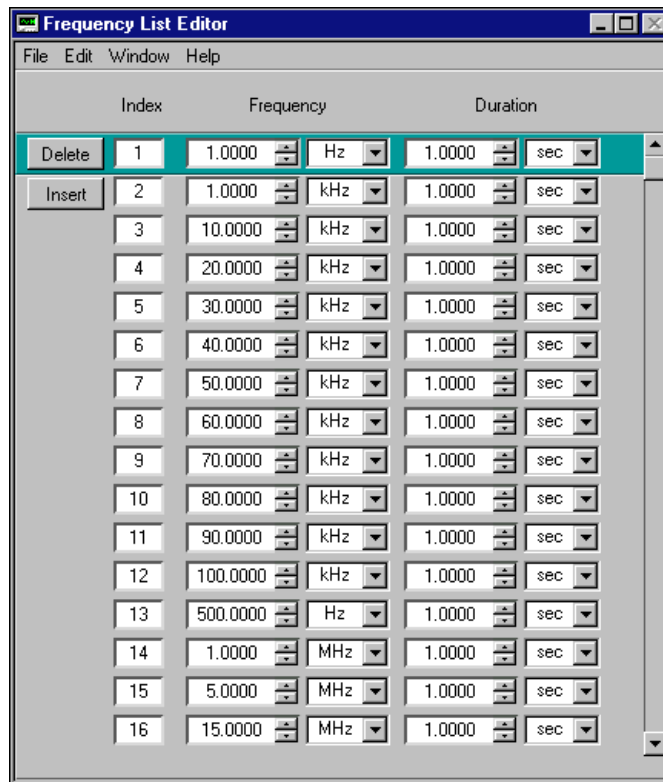 Frequency List Editor
File Edit Window Help
Index Frequency Duration
Delete 1 1.0000 Hz 1.0000 sec
Insert 2 1.0000 kHz 1.0000 sec
3 10.0000 kHz 1.0000 sec
4 20.0000 kHz 1.0000 sec
5 30.0000 kHz 1.0000 sec
6 40.0000 kHz 1.0000 sec
7 50.0000 kHz 1.0000 sec
8 60.0000 kHz 1.0000 sec
9 70.0000 kHz 1.0000 sec
10 80.0000 kHz 1.0000 sec
11 90.0000 kHz 1.0000 sec
12 100.0000 kHz 1.0000 sec
13 500.0000 Hz 1.0000 sec
14 1.0000 MHz 1.0000 sec
15 5.0000 MHz 1.0000 sec
16 15.0000 MHz 1.0000 sec